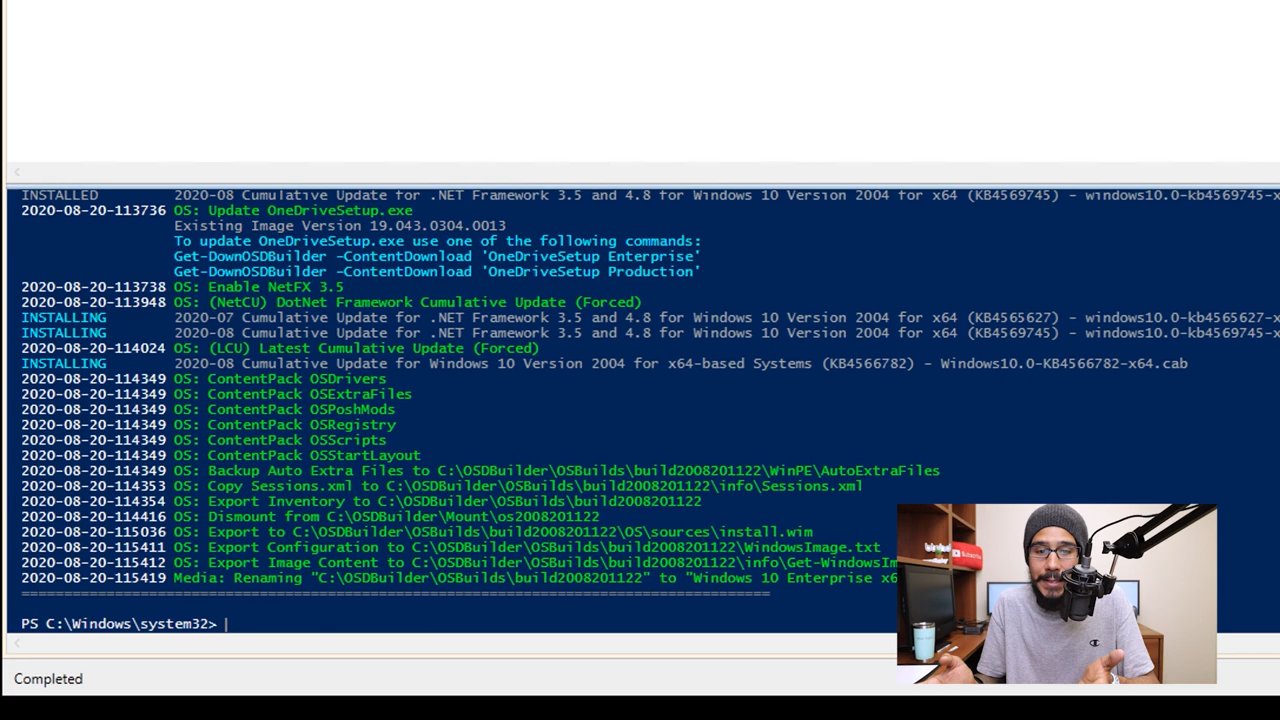 INSTALLED 2020-08 Cumulative Update for .NET Framework 3.5 and 4.8 for Windows 10 Version 2004 for x64 (KB4569745) - windows10.0-kb4569745-x
2020-08-20-113736 OS: Update OneDriveSetup.exe
Existing Image Version 19.043.0304.0013
To update OneDriveSetup.exe use one of the following commands:
Get-DownOSDBuilder -ContentDownload 'OneDriveSetup Enterprise'
Get-DownOSDBuilder -ContentDownload 'OneDriveSetup Production'
2020-08-20-113738 OS: Enable NetFX 3.5
2020-08-20-113948 OS: (NetCU) DotNet Framework Cumulative Update (Forced)
INSTALLING 2020-07 Cumulative Update for .NET Framework 3.5 and 4.8 for Windows 10 Version 2004 for x64 (KB4565627) - windows10.0-kb4565627-x
INSTALLING 2020-08 Cumulative Update for .NET Framework 3.5 and 4.8 for Windows 10 Version 2004 for x64 (KB4569745) - windows10.0-kb4569745-x
2020-08-20-114024 OS: (LCU) Latest Cumulative Update (Forced)
INSTALLING 2020-08 Cumulative Update for Windows 10 Version 2004 for x64-based Systems (KB4566782) - Windows10.0-KB4566782-x64.cab
2020-08-20-114349 OS: ContentPack OSDrivers
2020-08-20-114349 OS: ContentPack OSExtraFiles
2020-08-20-114349 OS: ContentPack OSPoshMods
2020-08-20-114349 OS: ContentPack OSRegistry
2020-08-20-114349 OS: ContentPack OSScripts
2020-08-20-114349 OS: ContentPack OSStartLayout
2020-08-20-114349 OS: Backup Auto Extra Files to C:\OSDBuilder\OSBuilds\build2008201122\WinPE\AutoExtraFiles
2020-08-20-114353 OS: Copy Sessions.xml to C:\OSDBuilder\OSBuilds\build2008201122\info\Sessions.xml
2020-08-20-114354 OS: Export Inventory to C:\OSDBuilder\OSBuilds\build2008201122
2020-08-20-114416 OS: Dismount from C:\OSDBuilder\Mount\os2008201122
2020-08-20-115036 OS: Export to C:\OSDBuilder\OSBuilds\build2008201122\OS\sources\install.wim
2020-08-20-115411 OS: Export Configuration to C:\OSDBuilder\OSBuilds\build2008201122\WindowsImage.txt
2020-08-20-115412 OS: Export Image Content to C:\OSDBuilder\OSBuilds\build2008201122\info\Get-WindowsIm
2020-08-20-115419 Media: Renaming "C:\OSDBuilder\OSBuilds\build2008201122" to "Windows 10 Enterprise x6
========================================================================================
PS C:\Windows\system32>
Completed